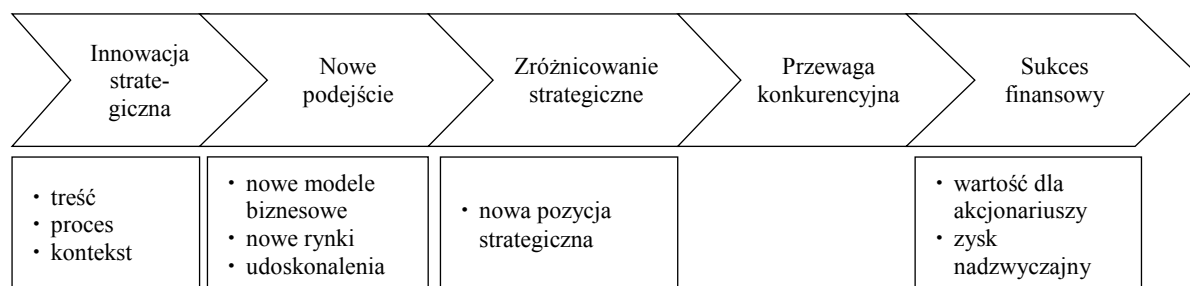 Innowacja
strate-
giczna
Nowe
podejście
Zróżnicowanie
strategiczne
Przewaga
konkurencyjna
Sukces
finansowy
• treść
• proces
• kontekst
• nowe modele
biznesowe
• nowe rynki
• udoskonalenia
• nowa pozycja
strategiczna
• wartość dla
akcjonariuszy
• zysk
nadzwyczajny